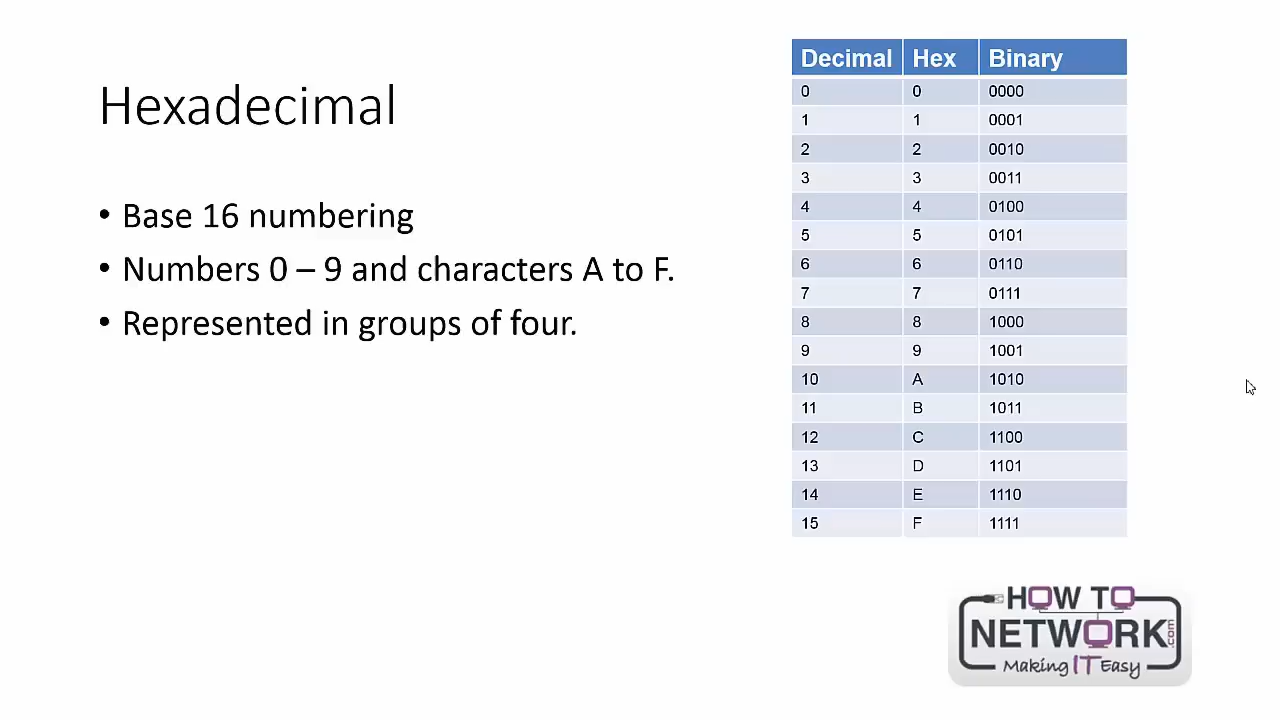 Hexadecimal
• Base 16 numbering
• Numbers 0 – 9 and characters A to F.
• Represented in groups of four.
Decimal Hex Binary
0 0 0000
1 1 0001
2 2 0010
3 3 0011
4 4 0100
5 5 0101
6 6 0110
7 7 0111
8 8 1000
9 9 1001
10 A 1010
11 B 1011
12 C 1100
13 D 1101
14 E 1110
15 F 1111
HOW TO
NETWORK.com
Making IT Easy